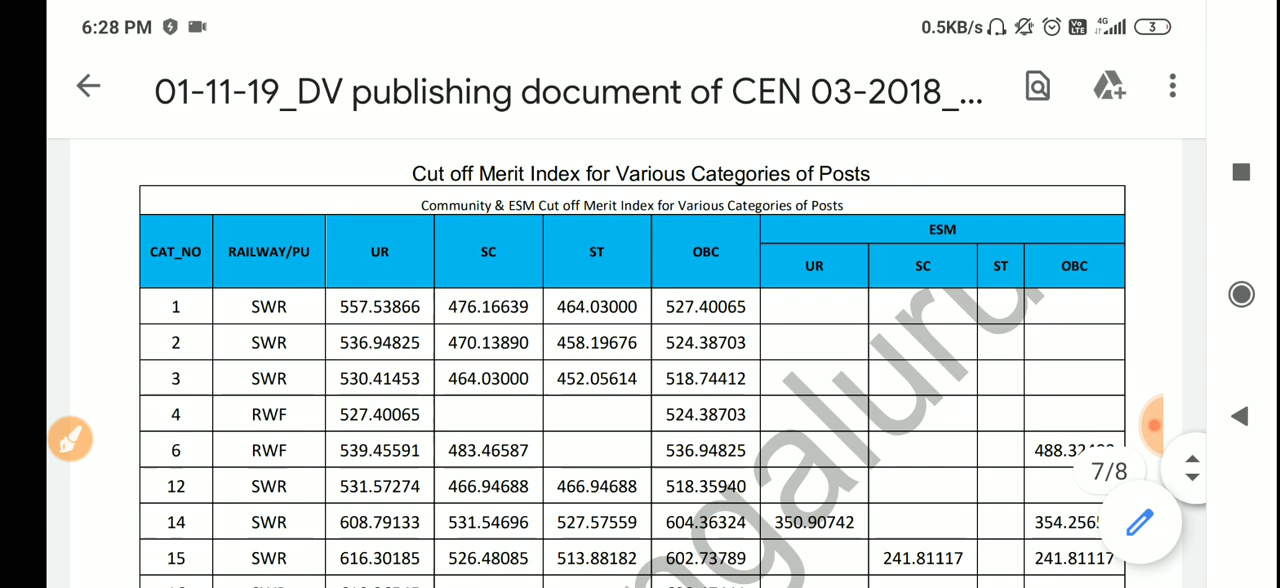 6:28 PM 0.5KB/s Vo LTE 4G 3
01-11-19_DV publishing document of CEN 03-2018_...
Cut off Merit Index for Various Categories of Posts
Community & ESM Cut off Merit Index for Various Categories of Posts
CAT_NO RAILWAY/PU UR SC ST OBC ESM
UR SC ST OBC
1 SWR 557.53866 476.16639 464.03000 527.40065
2 SWR 536.94825 470.13890 458.19676 524.38703
3 SWR 530.41453 464.03000 452.05614 518.74412
4 RWF 527.40065 524.38703
6 RWF 539.45591 483.46587 536.94825
7/8
12 SWR 531.57274 466.94688 466.94688 518.35940
14 SWR 608.79133 531.54696 527.57559 604.36324 350.90742
15 SWR 616.30185 526.48085 513.88182 602.73789 241.81117 241.81117